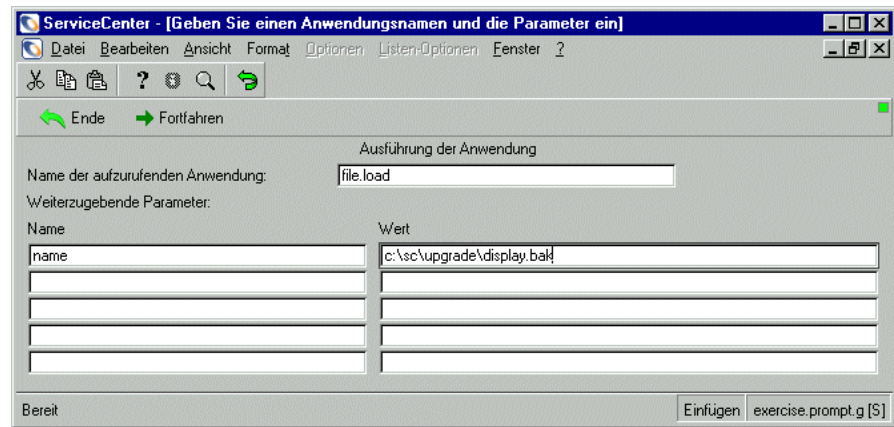 ServiceCenter - [Geben Sie einen Anwendungsnamen und die Parameter ein]
Datei Bearbeiten Ansicht Format Optionen Listen-Optionen Fenster ?
?
Ende Fortfahren
Ausführung der Anwendung
Name der aufzurufenden Anwendung: file.load
Weiterzugebende Parameter:
Name Wert
name c:\sc\upgrade\display.bak
Bereit Einfügen exercise.prompt.g [S]